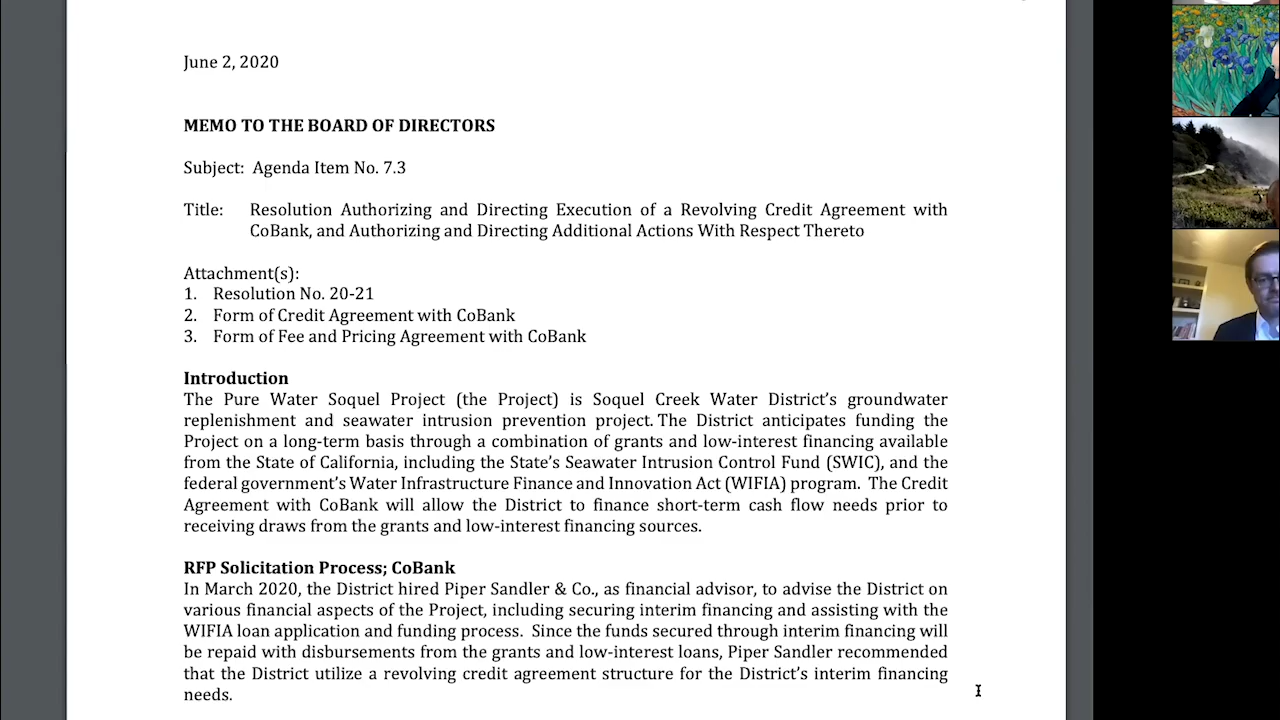 June 2, 2020
MEMO TO THE BOARD OF DIRECTORS
Subject: Agenda Item No. 7.3
Title: Resolution Authorizing and Directing Execution of a Revolving Credit Agreement with
CoBank, and Authorizing and Directing Additional Actions With Respect Thereto
Attachment(s):
1. Resolution No. 20-21
2. Form of Credit Agreement with CoBank
3. Form of Fee and Pricing Agreement with CoBank
Introduction
The Pure Water Soquel Project (the Project) is Soquel Creek Water District's groundwater
replenishment and seawater intrusion prevention project. The District anticipates funding the
Project on a long-term basis through a combination of grants and low-interest financing available
from the State of California, including the State's Seawater Intrusion Control Fund (SWIC), and the
federal government's Water Infrastructure Finance and Innovation Act (WIFIA) program. The Credit
Agreement with CoBank will allow the District to finance short-term cash flow needs prior to
receiving draws from the grants and low-interest financing sources.
RFP Solicitation Process; CoBank
In March 2020, the District hired Piper Sandler & Co., as financial advisor, to advise the District on
various financial aspects of the Project, including securing interim financing and assisting with the
WIFIA loan application and funding process. Since the funds secured through interim financing will
be repaid with disbursements from the grants and low-interest loans, Piper Sandler recommended
that the District utilize a revolving credit agreement structure for the District's interim financing
needs.